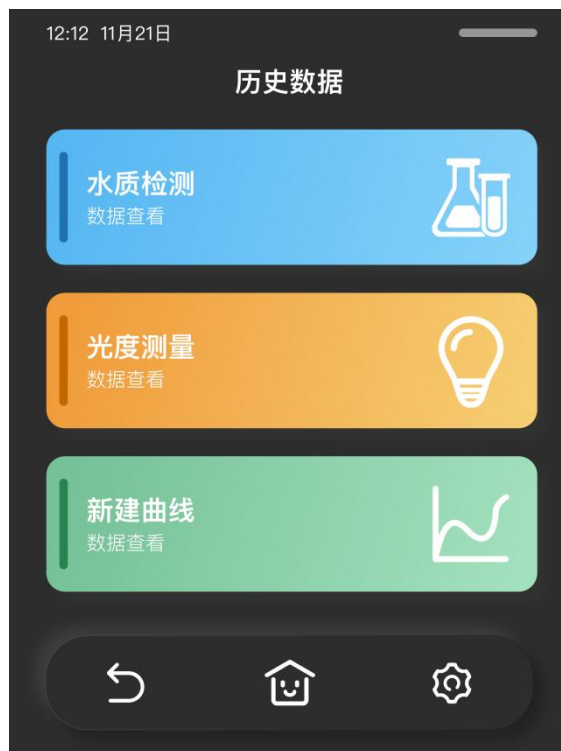 12:12 11月21日
历史数据
水质检测
数据查看
光度测量
数据查看
新建曲线
数据查看